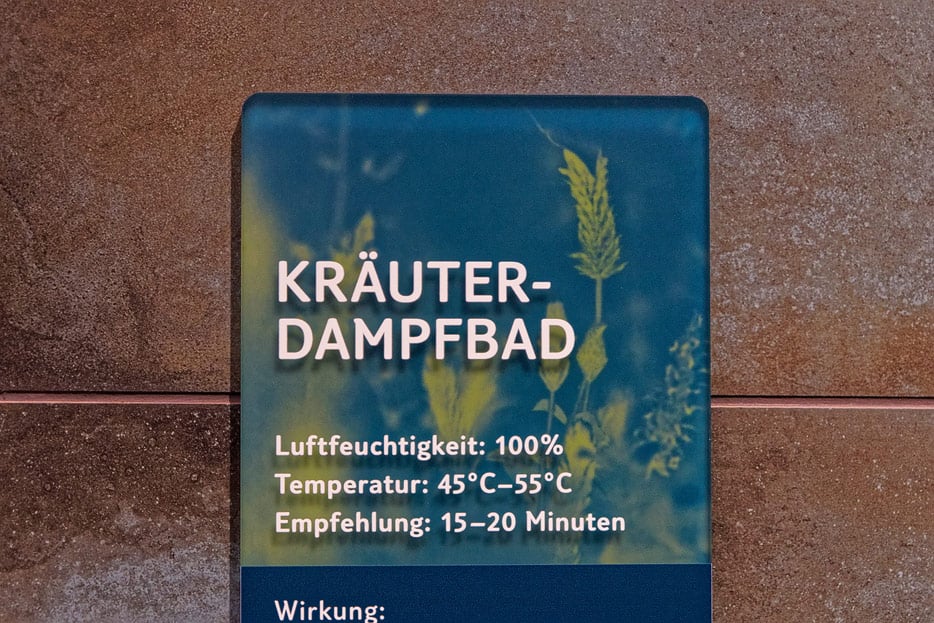 KRÄUTER-
DAMPFBAD
Luftfeuchtigkeit: 100%
Temperatur: 45°C–55°C
Empfehlung: 15–20 Minuten
Wirkung: